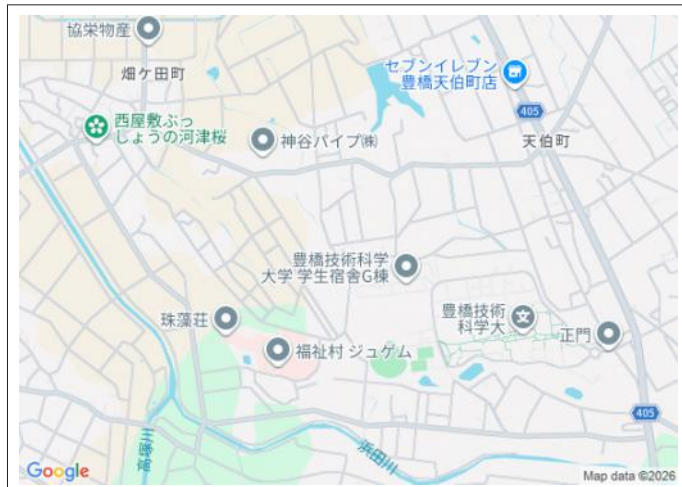 協栄物産
畑ケ田町
セブンイレブン
豊橋天伯町店
405
天伯町
西屋敷ぶっ
しょうの河津桜
神谷パイプ㈱
豊橋技術科学
大学 学生宿舎G棟
豊橋技術
科学大
正門
珠藻荘
福祉村 ジュゲム
405
高塚三
浜田川
Google
Map data ©2026